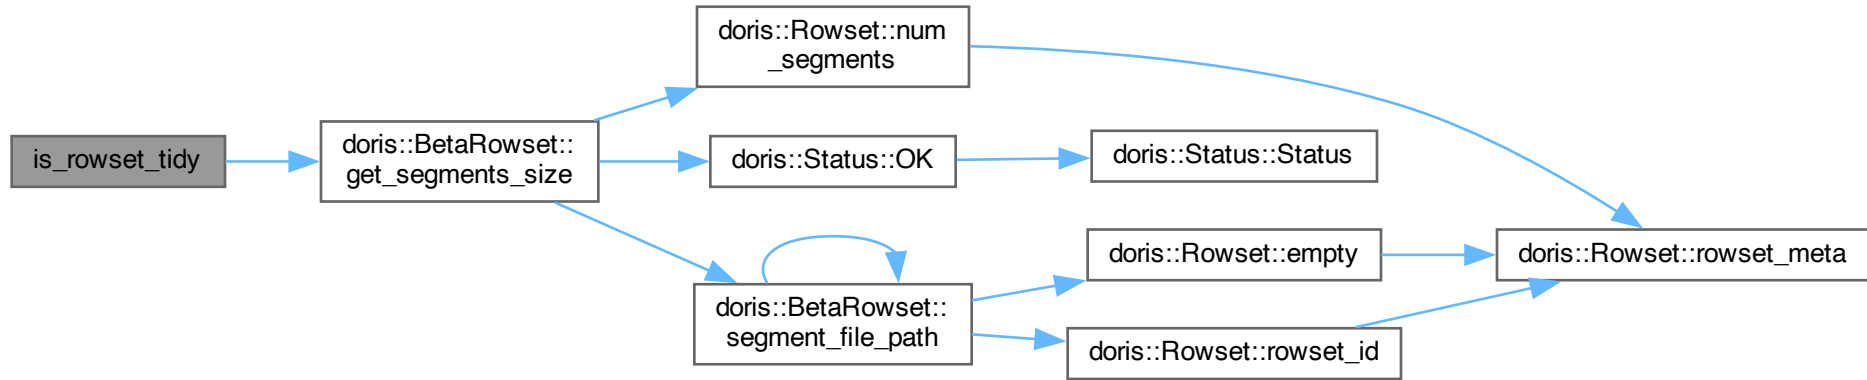 is_rowset_tidy
doris::BetaRowset::
get_segments_size
doris::Rowset::num
_segments
doris::Status::OK
doris::Status::Status
doris::BetaRowset::
segment_file_path
doris::Rowset::empty
doris::Rowset::rowset_id
doris::Rowset::rowset_meta